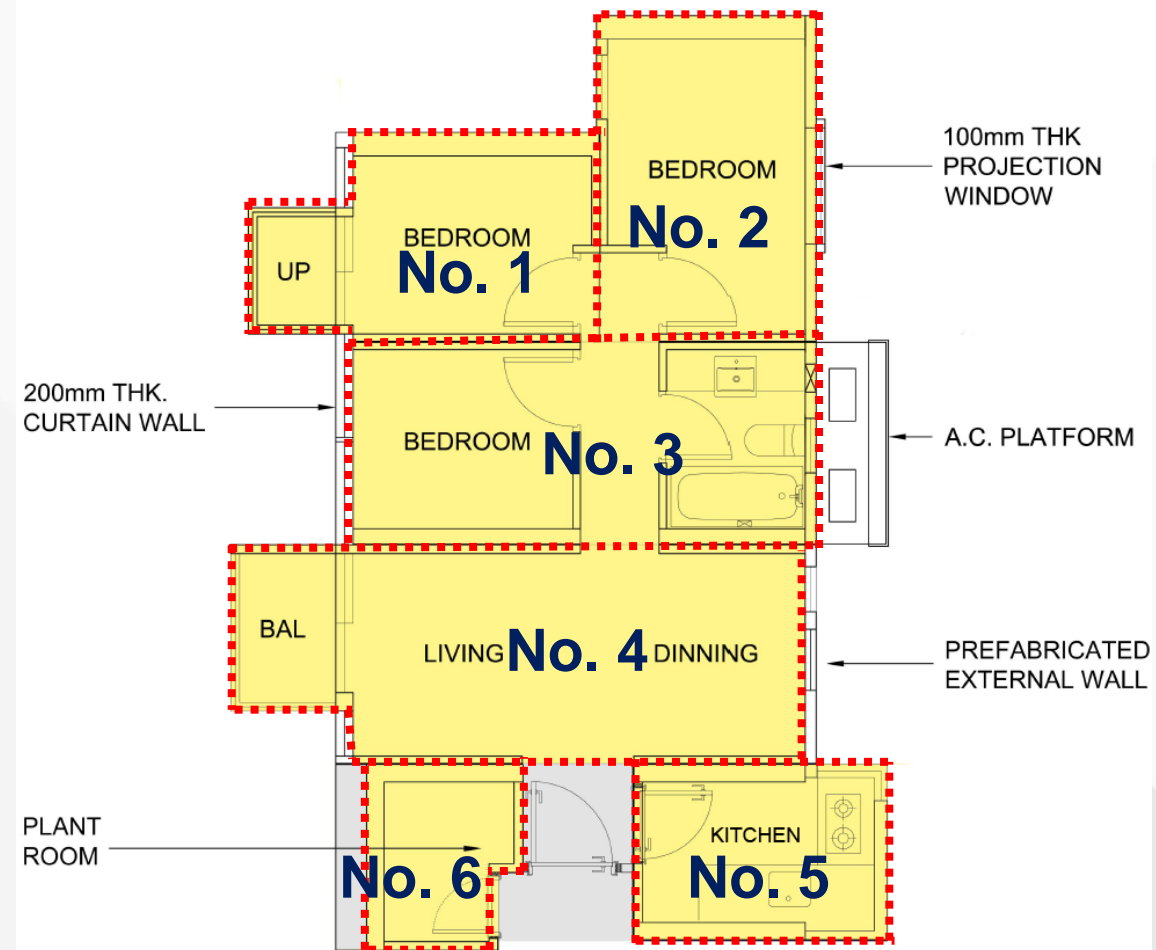 100mm THK
PROJECTION
WINDOW
BEDROOM
No. 2
BEDROOM
No. 1
UP
200mm THK.
CURTAIN WALL
BEDROOM
No. 3
A.C. PLATFORM
BAL
LIVING No. 4 DINNING
PREFABRICATED
EXTERNAL WALL
PLANT
ROOM
KITCHEN
No. 6
No. 5